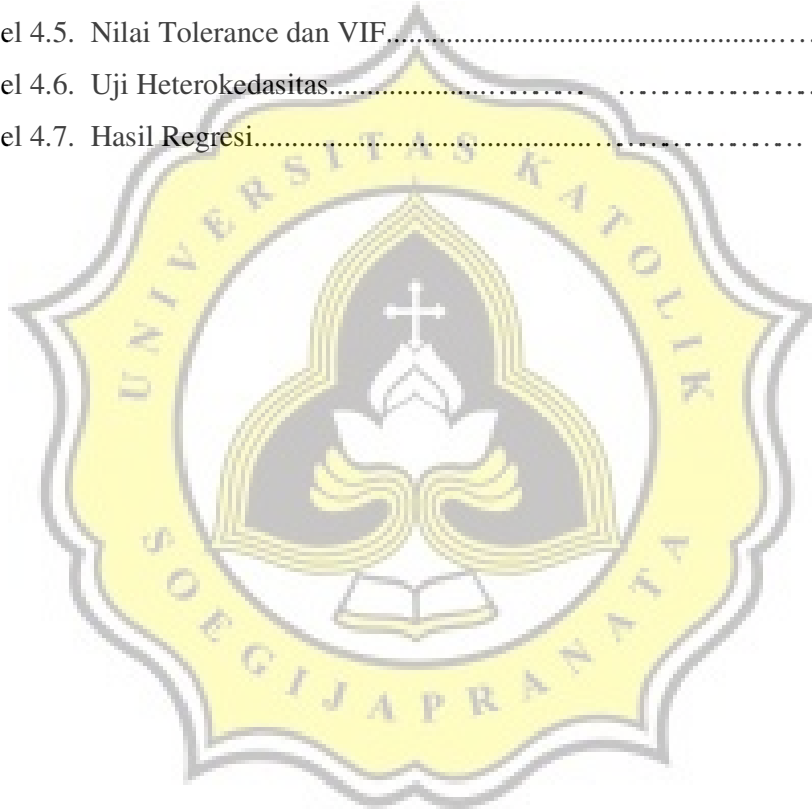 el 4.5. Nilai Tolerance dan VIF................................................
el 4.6. Uji Heterokedasitas.................................. ........................
el 4.7. Hasil Regresi............................................................
UNIVERSITAS KATOLIK
SOEGIJAPRANATA